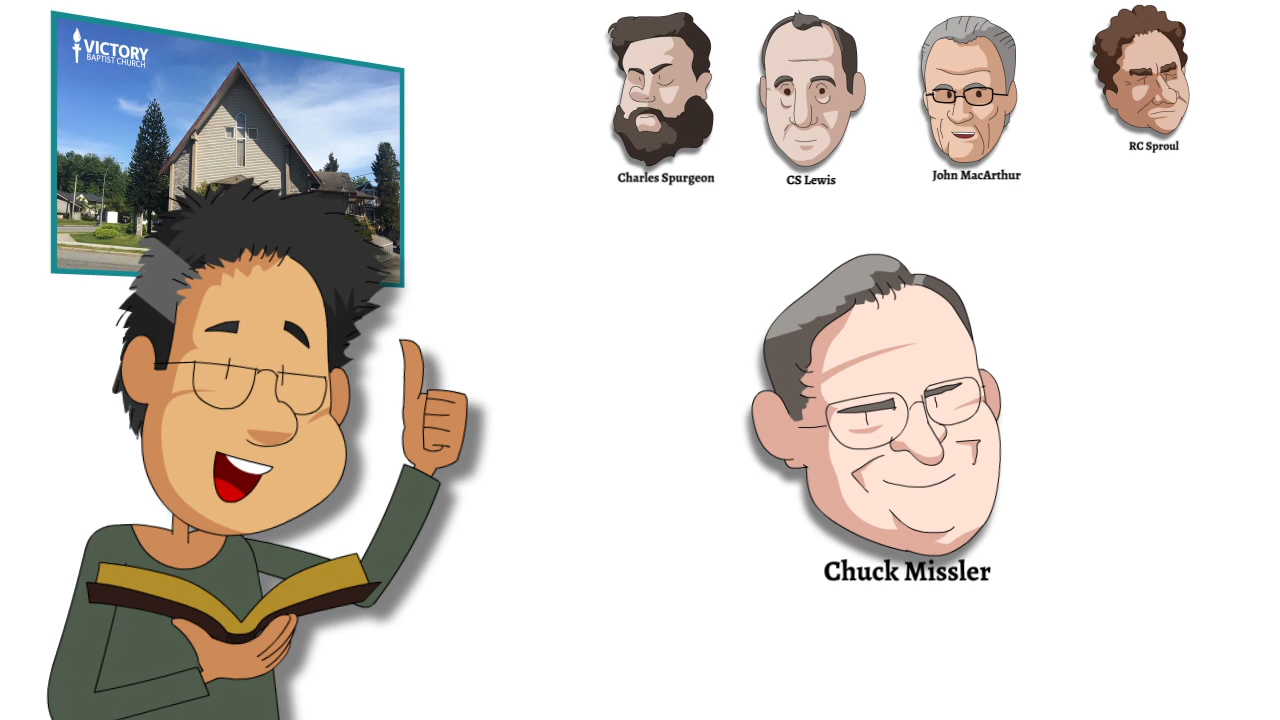 VICTORY
BAPTIST CHURCH
Charles Spurgeon
CS Lewis
John MacArthur
RC Sproul
Chuck Missler